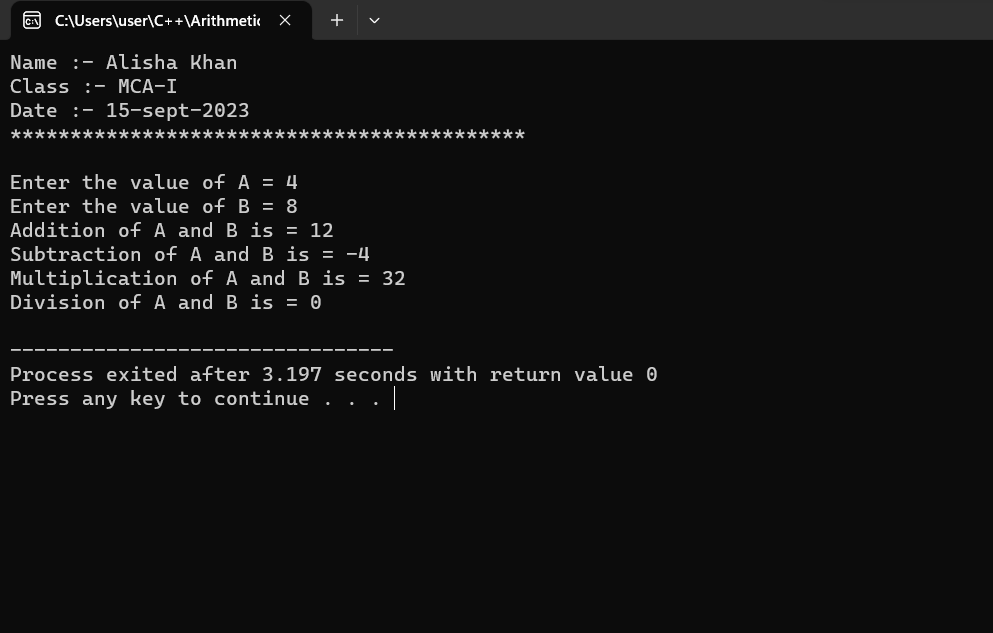 C:\Users\user\C++\Arithmetic
Name :- Alisha Khan
Class :- MCA-I
Date :- 15-sept-2023
*******************************************

Enter the value of A = 4
Enter the value of B = 8
Addition of A and B is = 12
Subtraction of A and B is = -4
Multiplication of A and B is = 32
Division of A and B is = 0

--------------------------------
Process exited after 3.197 seconds with return value 0
Press any key to continue . . .